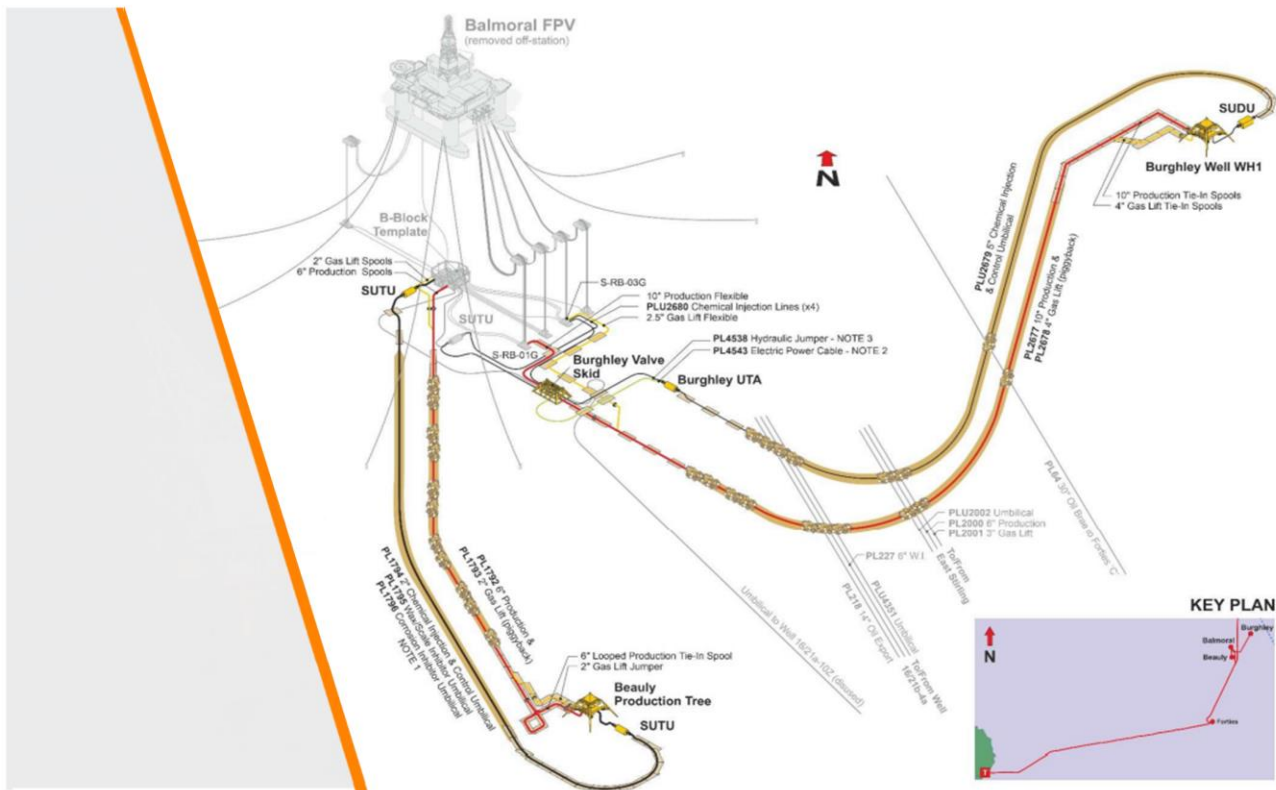 Balmoral FPV
(removed off-station)
SUDU
Burghley Well WH1
N
10" Production Tie-In Spools
4" Gas Lift Tie-In Spools
B-Block
Template
2" Gas Lift Spools
6" Production Spools
SUTU
SUTU
S-RB-03G
10" Production Flexible
PLU2680 Chemical Injection Lines (x4)
2.5" Gas Lift Flexible
S-RB-01G
PL4538 Hydraulic Jumper - NOTE 3
PL4543 Electric Power Cable - NOTE 2
Burghley Valve
Skid
Burghley UTA
PLU2679 5" Chemical Injection
& Control Umbilical
PL2677 10" Production &
PL2678 4" Gas Lift (piggyback)
PL64 30" Oil Brae to Forties 'C'
PLU2002 Umbilical
PL2000 6" Production
PL2001 3" Gas Lift
To/From
East Stirling
PL227 8" W.I.
PLU4351 Umbilical
PL218 14" Oil Export
To/From Well
16/21b-4a
Umbilical to Well 16/21a-10Z (disused)
PL1792 6" Production &
PL1793 2" Gas Lift (piggyback)
PL1794 2" Chemical Injection & Control Umbilical
PL1795 Wax/Scale Inhibitor Umbilical
PL1796 Corrosion Inhibitor Umbilical
NOTE 1
6" Looped Production Tie-In Spool
2" Gas Lift Jumper
Beauly
Production Tree
SUTU
KEY PLAN
N
Burghley
Balmoral
Beauly
Forties
T